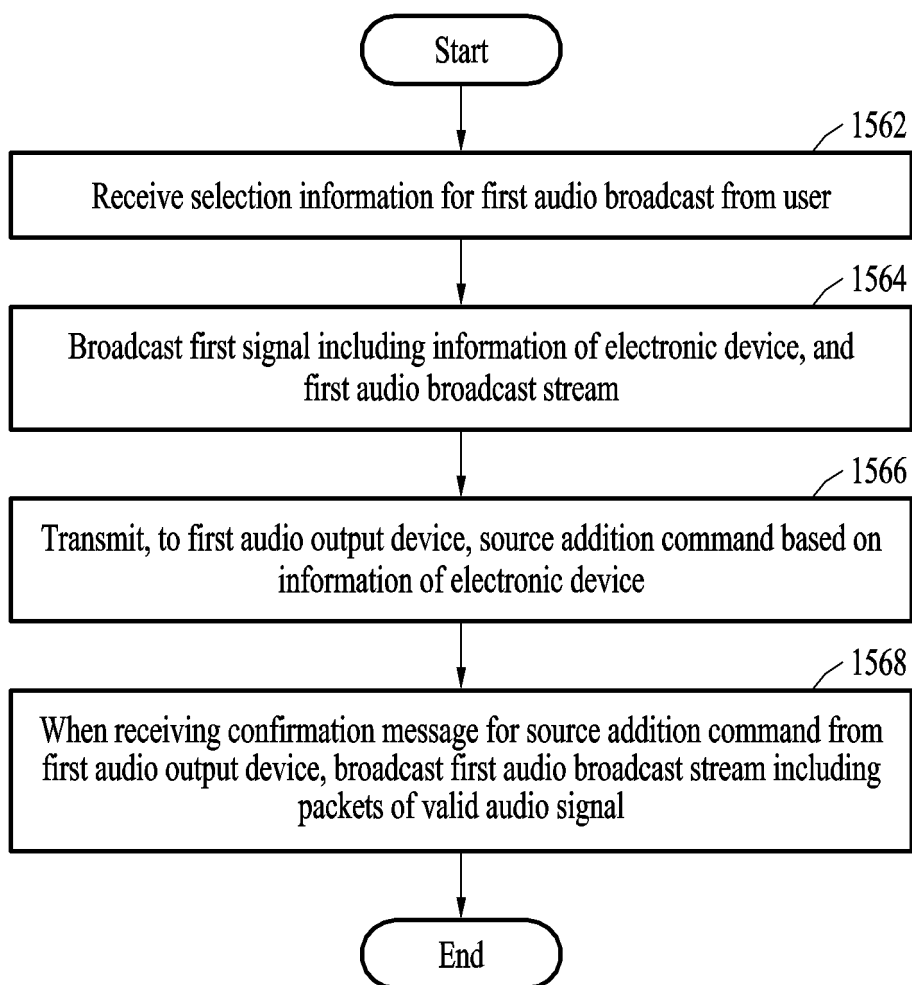 Start
1562
Receive selection information for first audio broadcast from user
1564
Broadcast first signal including information of electronic device, and
first audio broadcast stream
1566
Transmit, to first audio output device, source addition command based on
information of electronic device
1568
When receiving confirmation message for source addition command from
first audio output device, broadcast first audio broadcast stream including
packets of valid audio signal
End